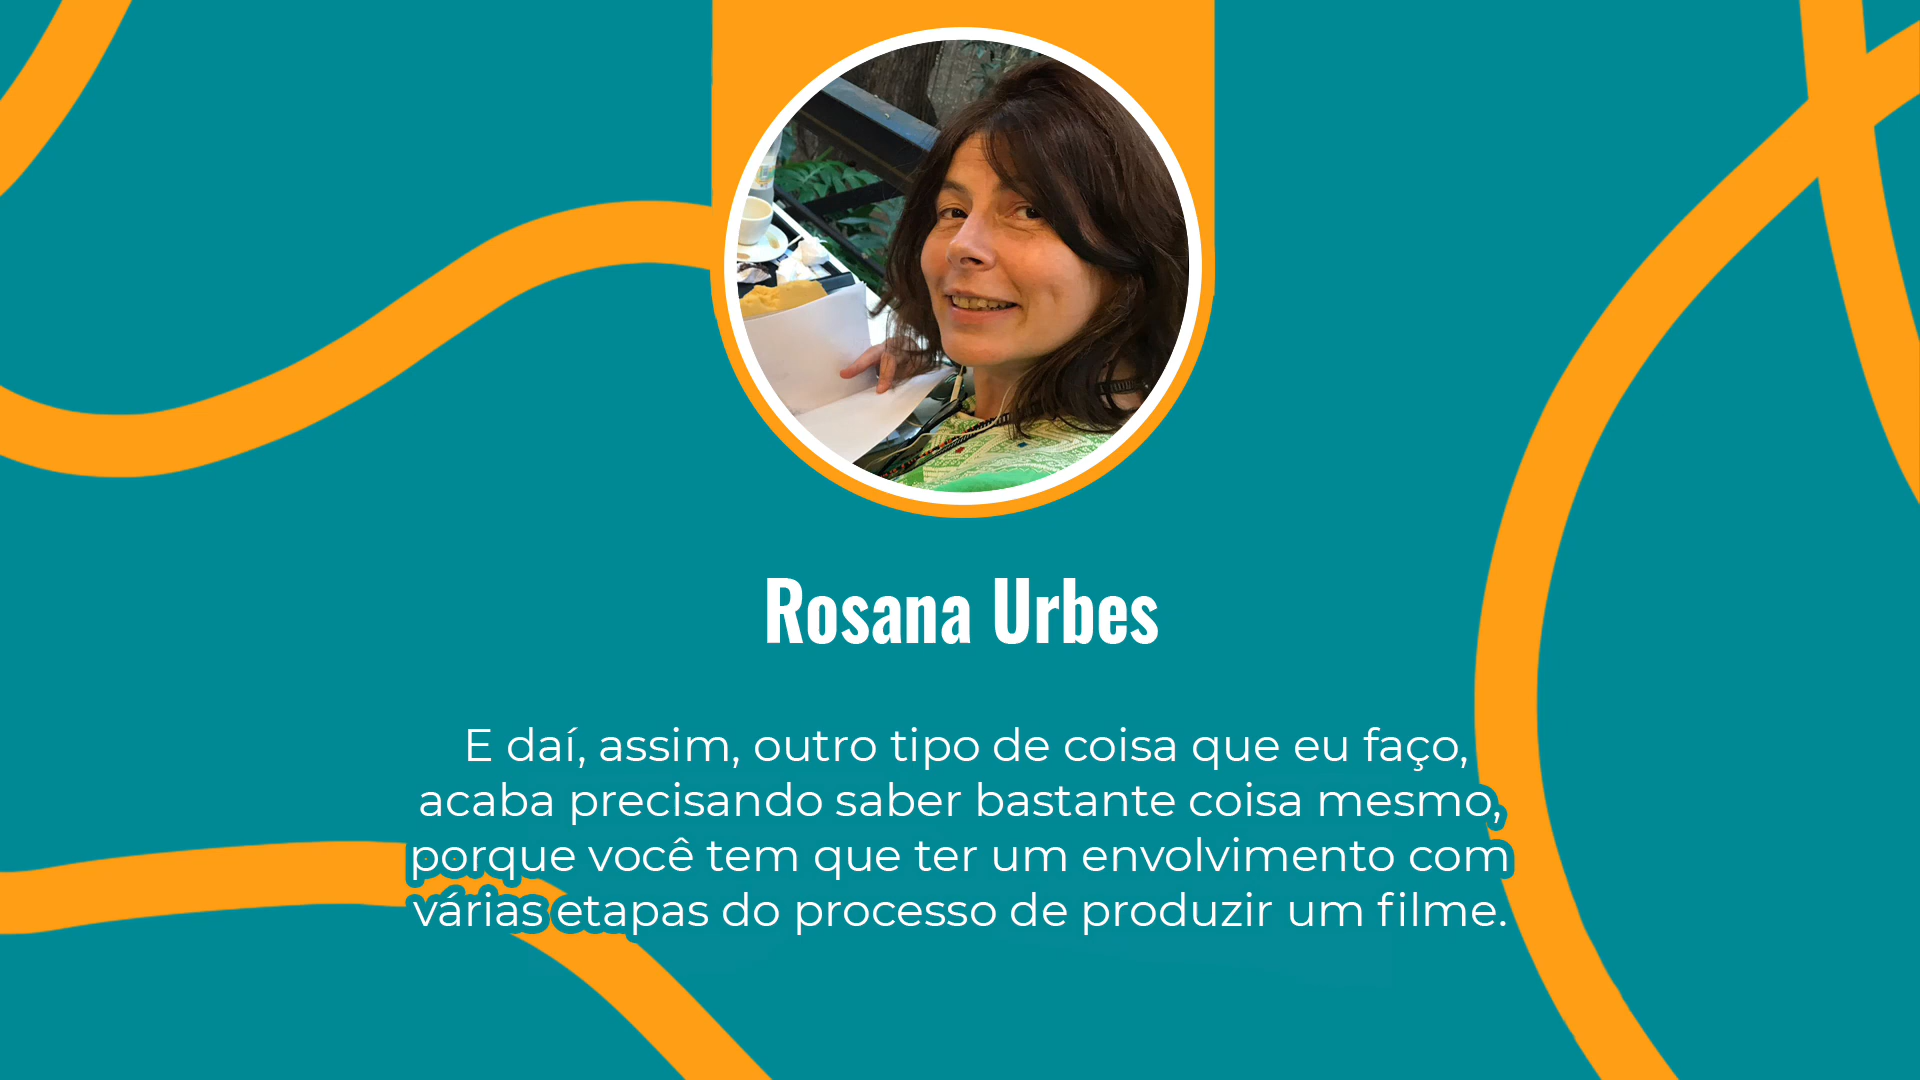 Rosana Urbes
E daí, assim, outro tipo de coisa que eu faço,
acaba precisando saber bastante coisa mesmo,
porque você tem que ter um envolvimento com
várias etapas do processo de produzir um filme.